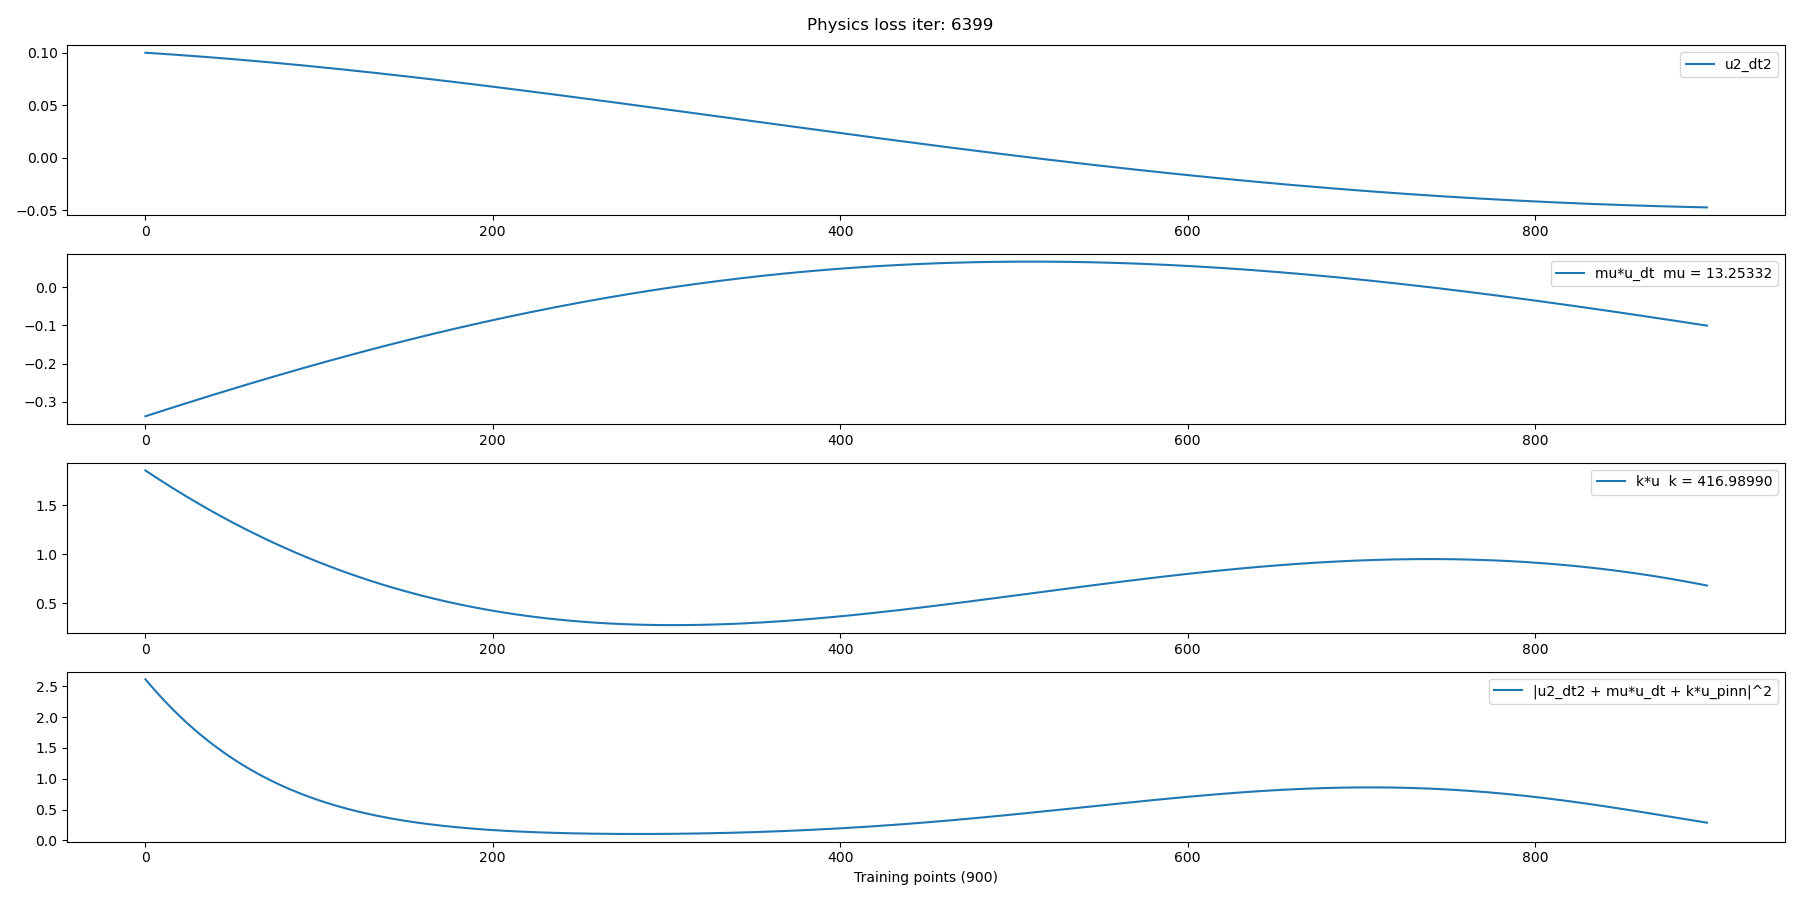 Physics loss iter: 6399
0.10
0.05
0.00
−0.05
u2_dt2
0 200 400 600 800
0.0
−0.1
−0.2
−0.3
mu*u_dt  mu = 13.25332
0 200 400 600 800
1.5
1.0
0.5
k*u  k = 416.98990
0 200 400 600 800
2.5
2.0
1.5
1.0
0.5
0.0
|u2_dt2 + mu*u_dt + k*u_pinn|^2
0 200 400 600 800
Training points (900)